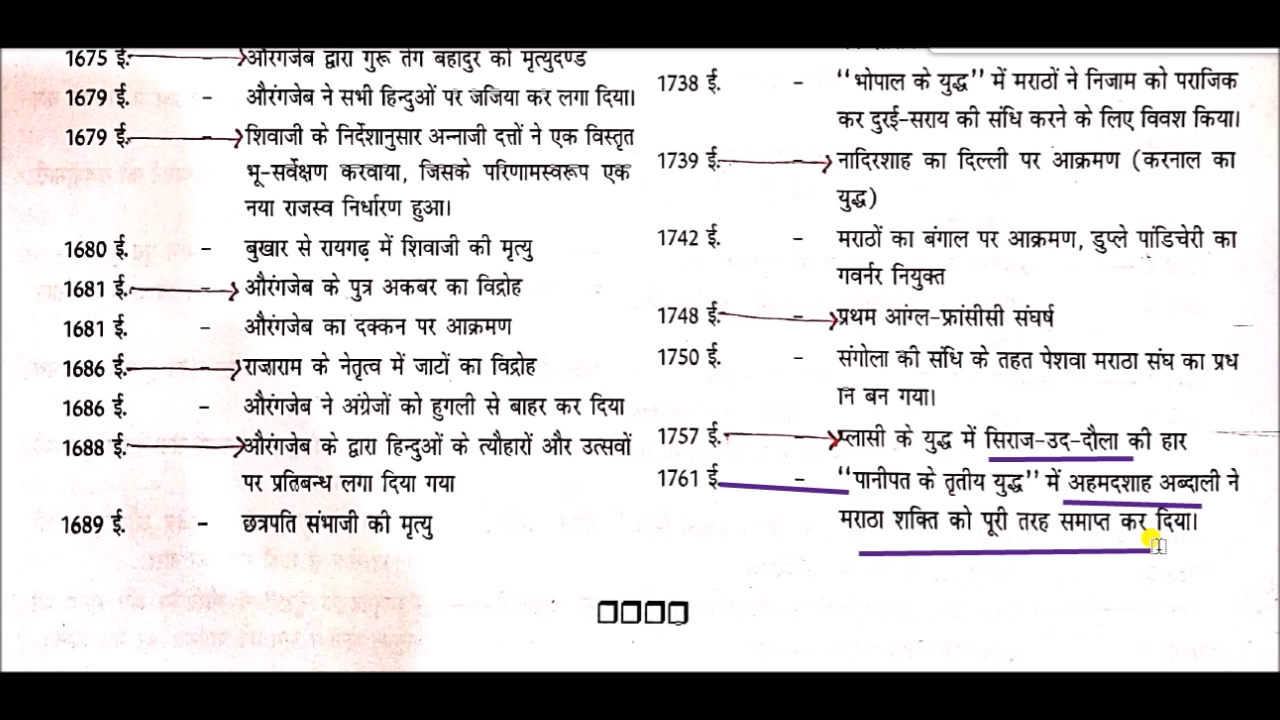 1675 ई. - औरंगजेब द्वारा गुरू तेग बहादुर को मृत्युदण्ड
1679 ई. - औरंगजेब ने सभी हिन्दुओं पर जजिया कर लगा दिया।
1679 ई. - शिवाजी के निर्देशानुसार अन्नाजी दत्तों ने एक विस्तृत
भू-सर्वेक्षण करवाया, जिसके परिणामस्वरूप एक
नया राजस्व निर्धारण हुआ।
1680 ई. - बुखार से रायगढ़ में शिवाजी की मृत्यु
1681 ई. - औरंगजेब के पुत्र अकबर का विद्रोह
1681 ई. - औरंगजेब का दक्कन पर आक्रमण
1686 ई. - राजाराम के नेतृत्व में जाटों का विद्रोह
1686 ई. - औरंगजेब ने अंग्रेजों को हुगली से बाहर कर दिया
1688 ई. - औरंगजेब के द्वारा हिन्दुओं के त्यौहारों और उत्सवों
पर प्रतिबन्ध लगा दिया गया
1689 ई. - छत्रपति संभाजी की मृत्यु
1738 ई. - “भोपाल के युद्ध” में मराठों ने निजाम को पराजिक
कर दुरई-सराय की संधि करने के लिए विवश किया।
1739 ई. - नादिरशाह का दिल्ली पर आक्रमण (करनाल का
युद्ध)
1742 ई. - मराठों का बंगाल पर आक्रमण, डुप्ले पांडिचेरी का
गवर्नर नियुक्त
1748 ई. - प्रथम आंग्ल-फ्रांसीसी संघर्ष
1750 ई. - संगोला की संधि के तहत पेशवा मराठा संघ का प्रध
नि बन गया।
1757 ई. - प्लासी के युद्ध में सिराज-उद-दौला की हार
1761 ई. - “पानीपत के तृतीय युद्ध” में अहमदशाह अब्दाली ने
मराठा शक्ति को पूरी तरह समाप्त कर दिया।